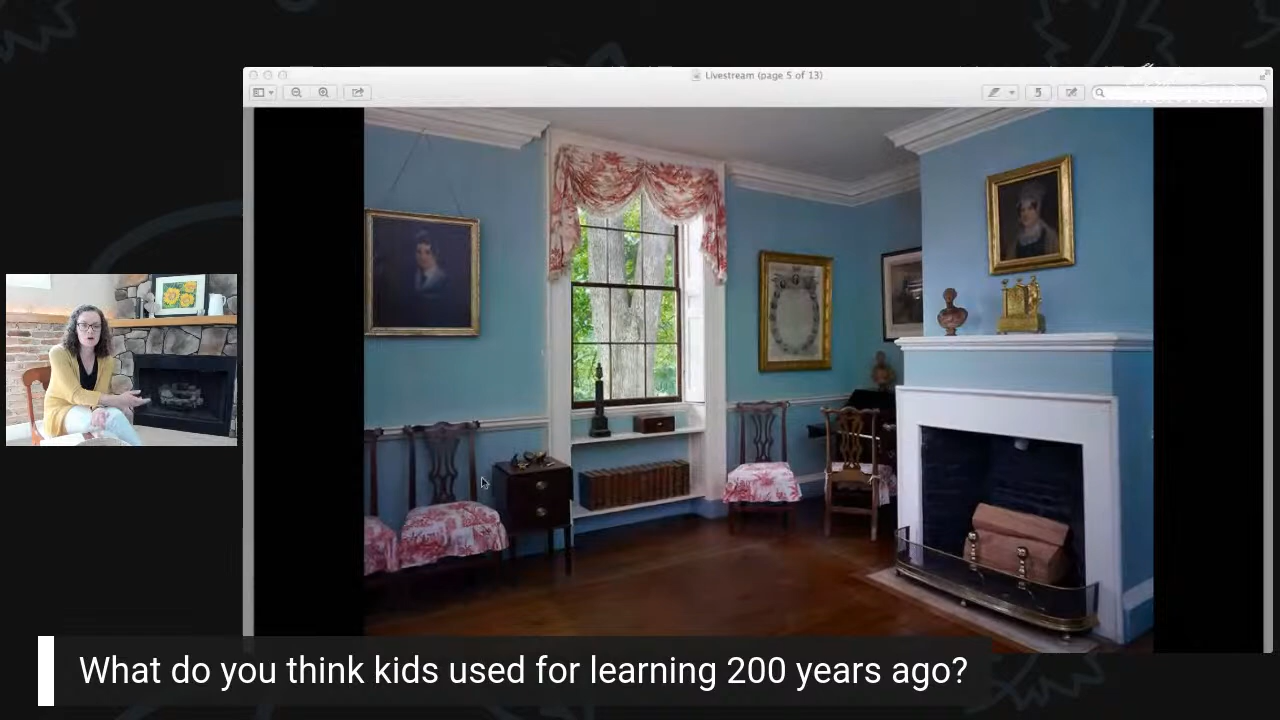 Livestream (page 5 of 13)
What do you think kids used for learning 200 years ago?